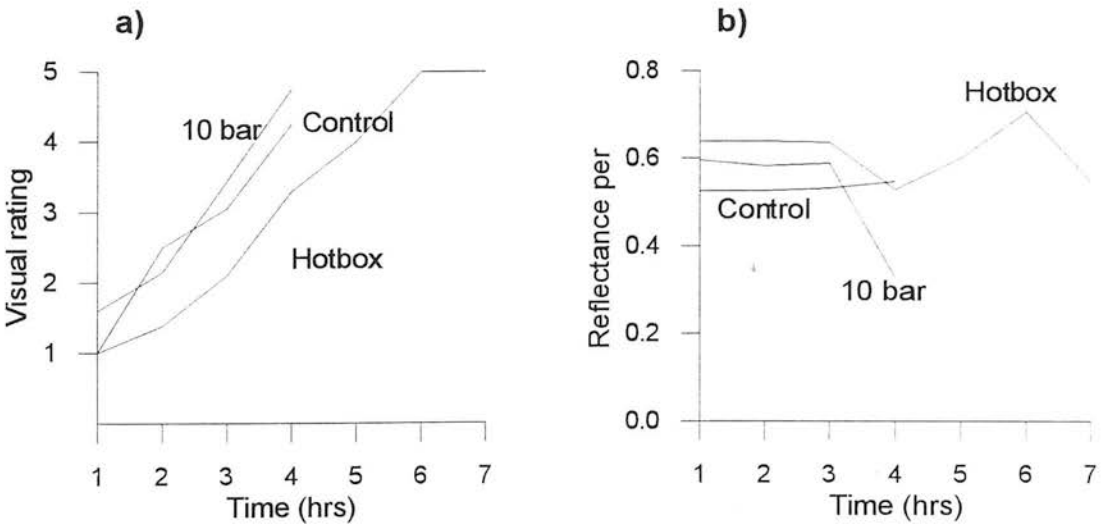 a)
5
4
3
2
1
Visual rating
10 bar
Control
Hotbox
1 2 3 4 5 6 7
Time (hrs)
b)
0.8
0.6
0.4
0.2
0.0
Reflectance per
Hotbox
Control
10 bar
1 2 3 4 5 6 7
Time (hrs)